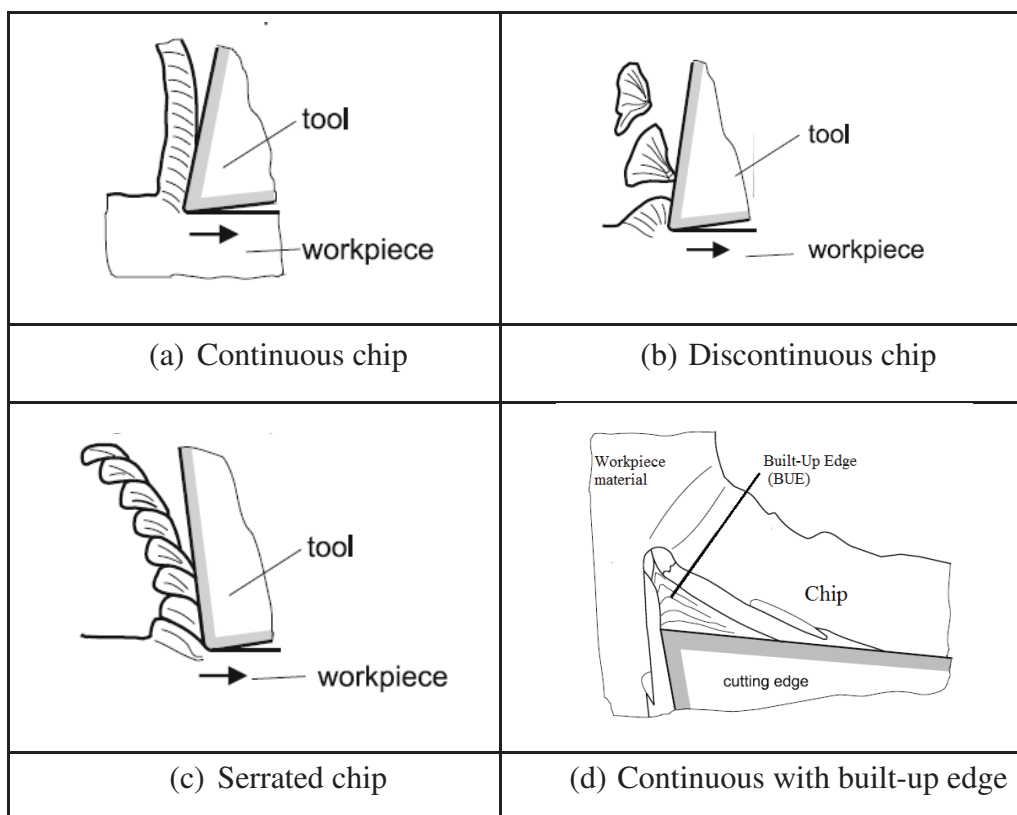 tool
workpiece
(a) Continuous chip
tool
workpiece
(b) Discontinuous chip
tool
workpiece
(c) Serrated chip
Workpiece
material
Built-Up Edge
(BUE)
Chip
cutting edge
(d) Continuous with built-up edge